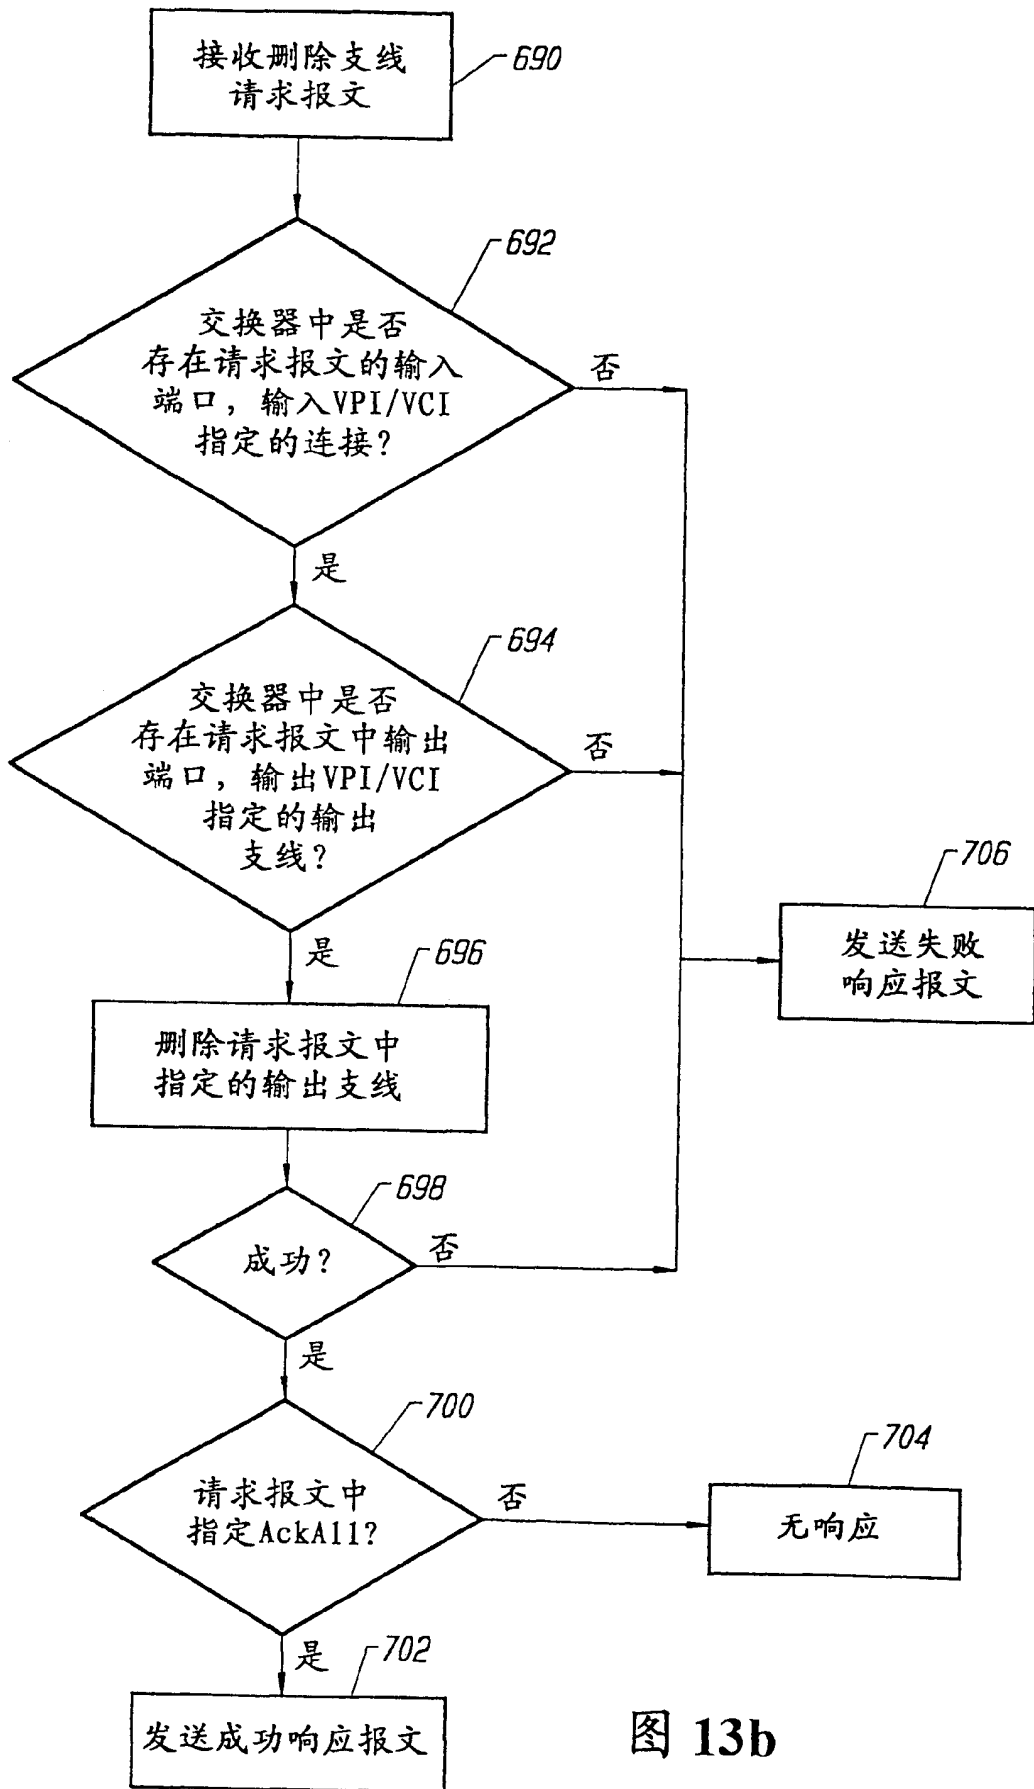 接收删除支线
请求报文
690
692
交换器中是否
存在请求报文的输入
端口，输入VPI/VCI
指定的连接？
否
是
694
交换器中是否
存在请求报文中输出
端口，输出VPI/VCI
指定的输出
支线？
否
706
发送失败
响应报文
是
696
删除请求报文中
指定的输出支线
698
成功？
否
是
700
请求报文中
指定AckAll？
否
704
无响应
是
702
发送成功响应报文
图 13b